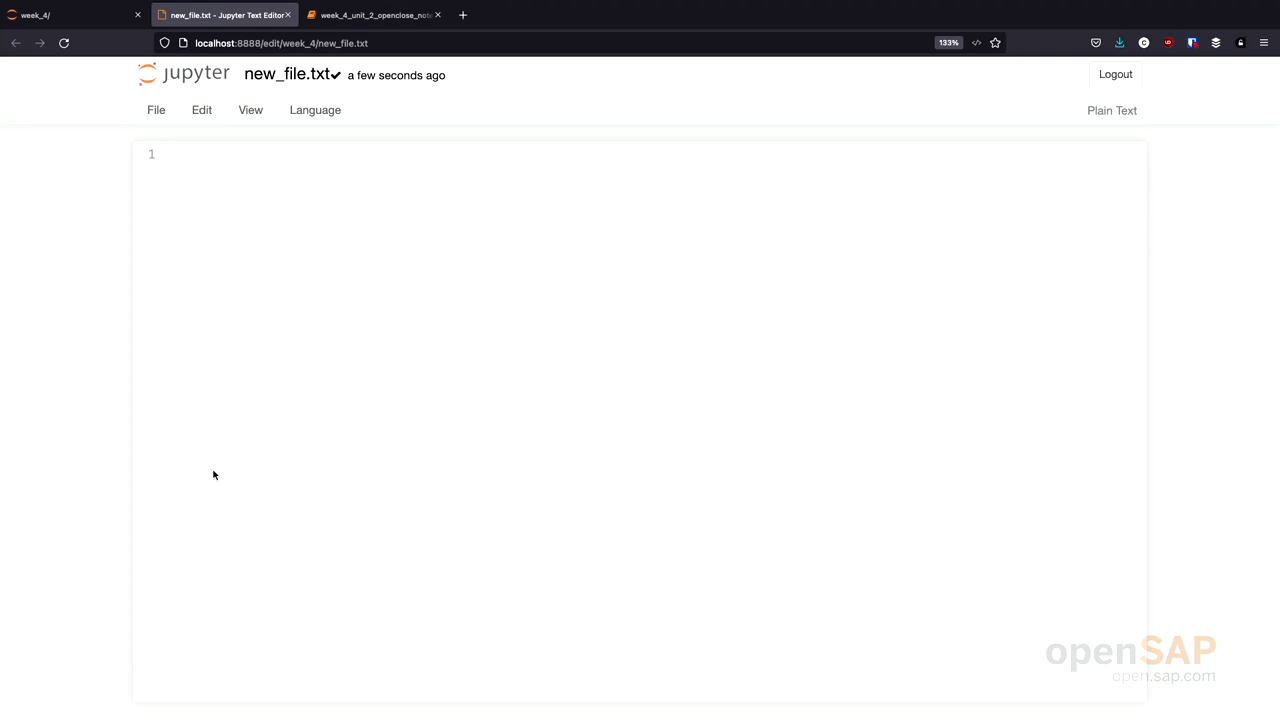 week_4/
new_file.txt - Jupyter Text Editor
week_4_unit_2_openclose_note
localhost:8888/edit/week_4/new_file.txt
133%
jupyter new_file.txt a few seconds ago
Logout
File Edit View Language
Plain Text
1
openSAP
open.sap.com